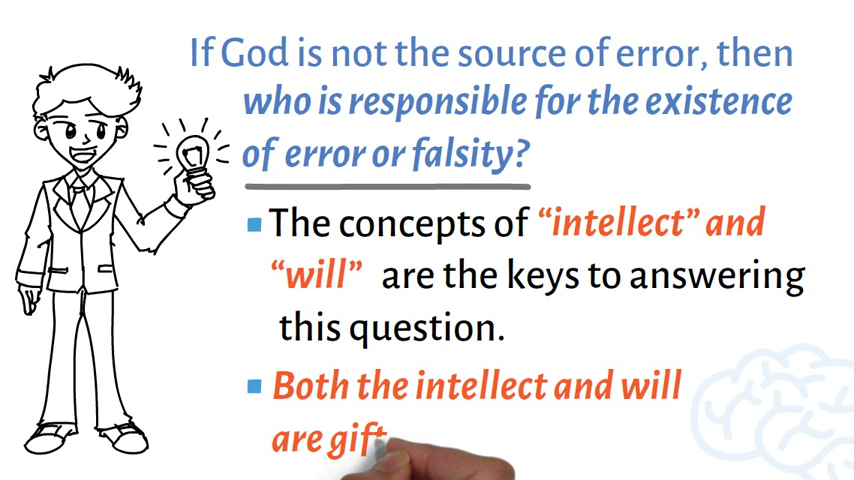 If God is not the source of error, then
who is responsible for the existence
of error or falsity?
The concepts of “intellect” and
“will” are the keys to answering
this question.
Both the intellect and will
are gift